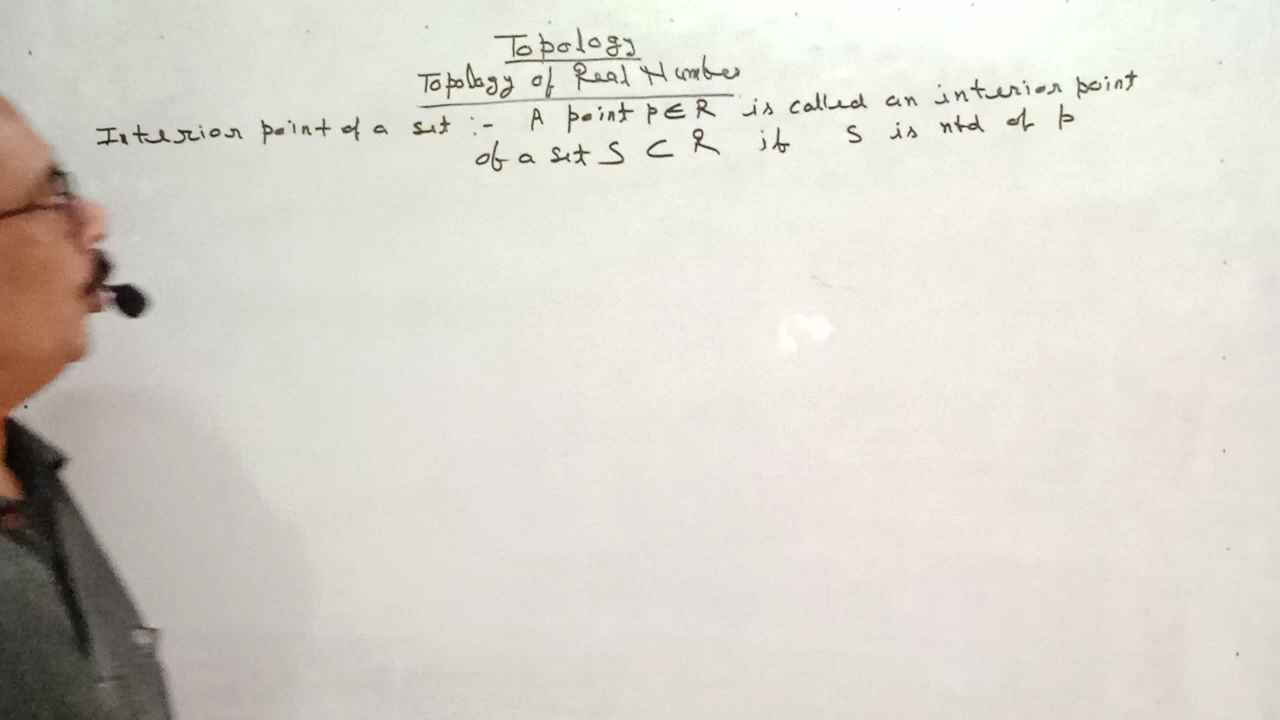 Topology
Topology of Real Number
Interior point of a set :- A point p ∈ R is called an interior point
of a set S ⊂ R if S is nbd of p